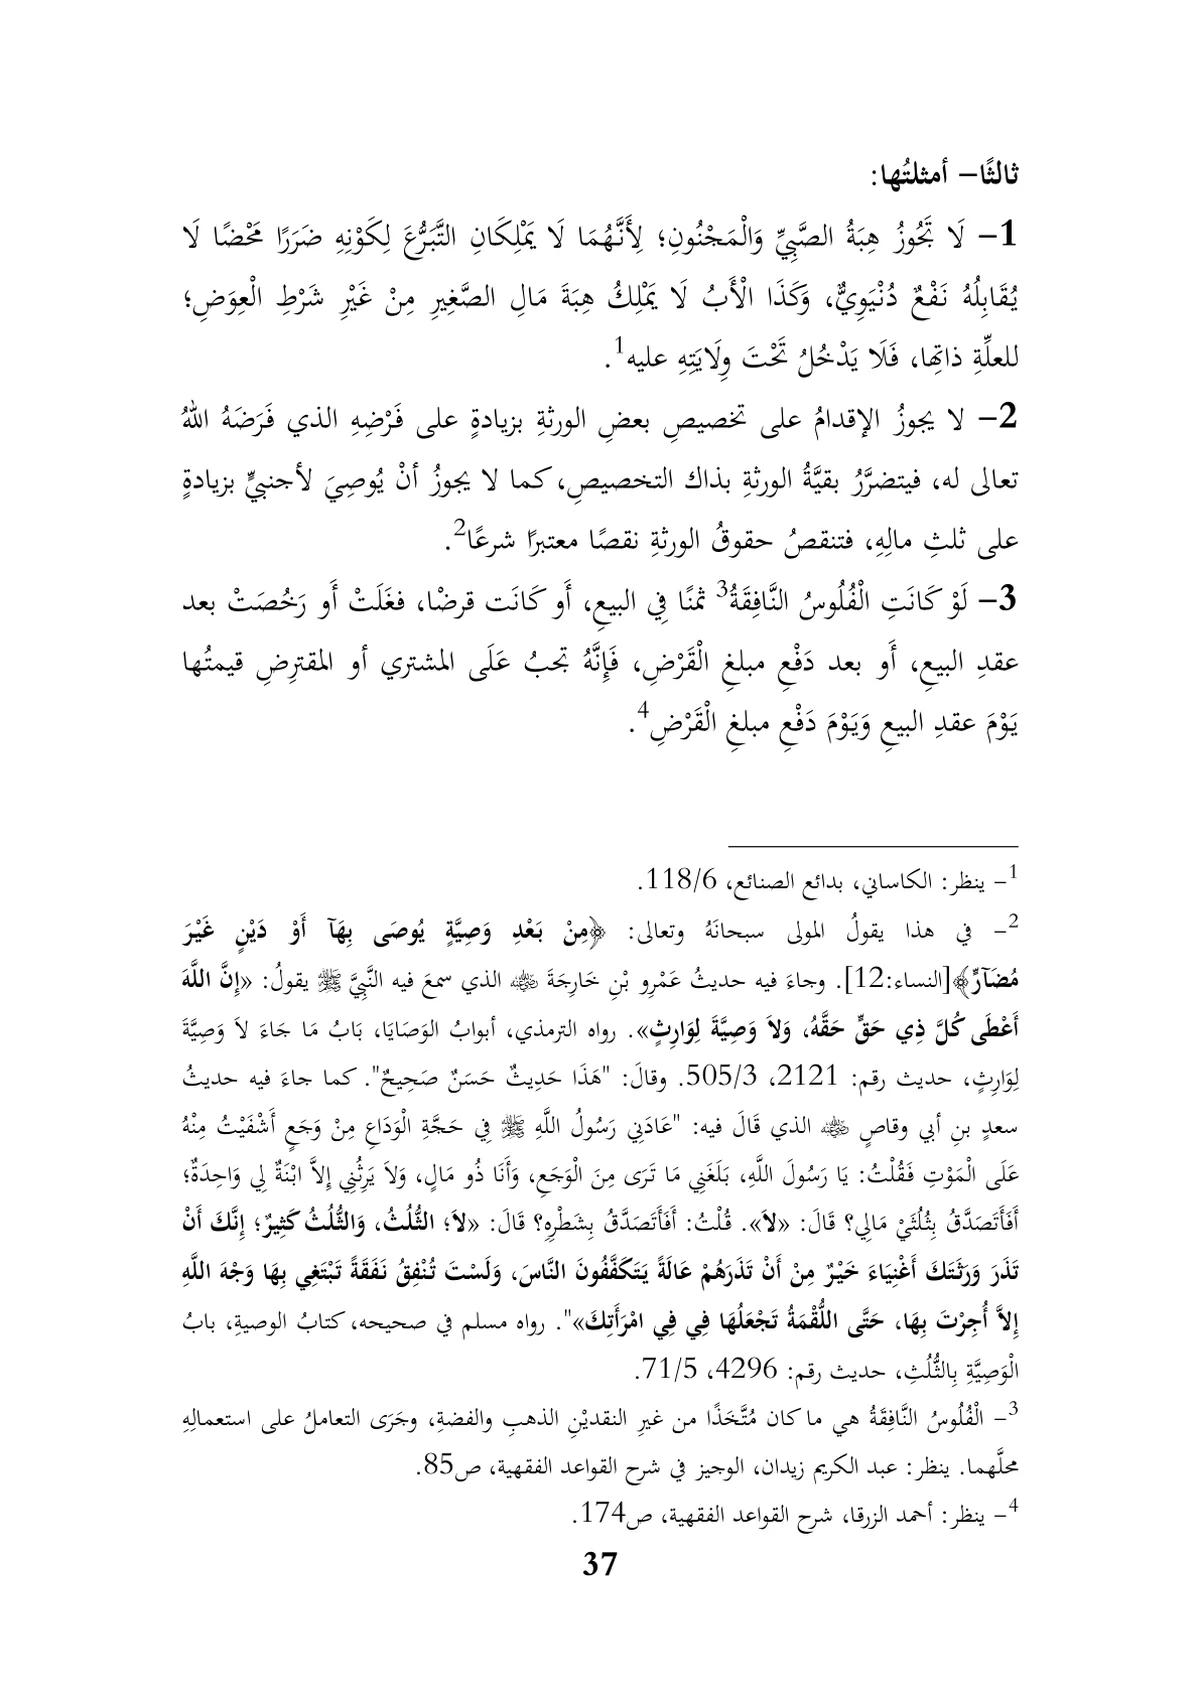 ثالثًا– أمثلتُها:
1– لَا تَجُوزُ هِبَةُ الصَّبِيِّ وَالْمَجْنُونِ؛ لِأَنَّهُمَا لَا يَمْلِكَانِ التَّبَرُّعَ لِكَوْنِهِ ضَرَرًا مَحْضًا لَا
يُقَابِلُهُ نَفْعٌ دُنْيَوِيٌّ، وَكَذَا الْأَبُ لَا يَمْلِكُ هِبَةَ مَالِ الصَّغِيرِ مِنْ غَيْرِ شَرْطِ الْعِوَضِ؛
للعلَّةِ ذاتِها، فَلَا يَدْخُلُ تَحْتَ وِلَايَتِهِ عليه1.
2– لا يجوزُ الإقدامُ على تخصيصِ بعضِ الورثةِ بزيادةٍ على فَرْضِهِ الذي فَرَضَهُ اللهُ
تعالى له، فيتضرَّرُ بقيَّةُ الورثةِ بذاك التخصيصِ، كما لا يجوزُ أنْ يُوصِيَ لأجنبيٍّ بزيادةٍ
على ثلثِ مالِهِ، فتنقصُ حقوقُ الورثةِ نقصًا معتبرًا شرعًا2.
3– لَوْ كَانَتِ الْفُلُوسُ النَّافِقَةُ3 ثمنًا فِي البيعِ، أَو كَانَت قرضْا، فغَلَتْ أَو رَخُصَتْ بعد
عقدِ البيعِ، أَو بعد دَفْعِ مبلغِ الْقَرْضِ، فَإِنَّهُ تجبُ عَلَى المشتري أو المقترِضِ قيمتُها
يَوْمَ عقدِ البيعِ وَيَوْمَ دَفْعِ مبلغِ الْقَرْضِ4.
1– ينظر: الكاساني، بدائع الصنائع، 118/6.
2– في هذا يقولُ المولى سبحانَهُ وتعالى: ﴿مِنْ بَعْدِ وَصِيَّةٍ يُوصَى بِهَآ أَوْ دَيْنٍ غَيْرَ
مُضَآرٍّ﴾[النساء:12]. وجاءَ فيه حديثُ عَمْرِو بْنِ خَارِجَةَ ﵁ الذي سمعَ فيه النَّبِيَّ ﷺ يقولُ: «إِنَّ اللَّهَ
أَعْطَى كُلَّ ذِي حَقٍّ حَقَّهُ، وَلاَ وَصِيَّةَ لِوَارِثٍ». رواه الترمذي، أبوابُ الوَصَايَا، بَابُ مَا جَاءَ لاَ وَصِيَّةَ
لِوَارِثٍ، حديث رقم: 2121، 505/3. وقالَ: "هَذَا حَدِيثٌ حَسَنٌ صَحِيحٌ". كما جاءَ فيه حديثُ
سعدٍ بنِ أبي وقاصٍ ﵁ الذي قَالَ فيه: "عَادَنِي رَسُولُ اللَّهِ ﷺ فِي حَجَّةِ الْوَدَاعِ مِنْ وَجَعٍ أَشْفَيْتُ مِنْهُ
عَلَى الْمَوْتِ فَقُلْتُ: يَا رَسُولَ اللَّهِ، بَلَغَنِي مَا تَرَى مِنَ الْوَجَعِ، وَأَنَا ذُو مَالٍ، وَلاَ يَرِثُنِي إِلاَّ ابْنَةٌ لِي وَاحِدَةٌ؛
أَفَأَتَصَدَّقُ بِثُلُثَيْ مَالِي؟ قَالَ: «لاَ». قُلْتُ: أَفَأَتَصَدَّقُ بِشَطْرِهِ؟ قَالَ: «لاَ؛ الثُّلُثُ، وَالثُّلُثُ كَثِيرٌ؛ إِنَّكَ أَنْ
تَذَرَ وَرَثَتَكَ أَغْنِيَاءَ خَيْرٌ مِنْ أَنْ تَذَرَهُمْ عَالَةً يَتَكَفَّفُونَ النَّاسَ، وَلَسْتَ تُنْفِقُ نَفَقَةً تَبْتَغِي بِهَا وَجْهَ اللَّهِ
إِلاَّ أُجِرْتَ بِهَا، حَتَّى اللُّقْمَةُ تَجْعَلُهَا فِي فِي امْرَأَتِكَ»". رواه مسلم في صحيحه، كتابُ الوصيةِ، بابُ
الْوَصِيَّةِ بِالثُّلُثِ، حديث رقم: 4296، 71/5.
3– الْفُلُوسُ النَّافِقَةُ هي ما كان مُتَّخَذًا من غيرِ النقديْنِ الذهبِ والفضةِ، وجَرَى التعاملُ على استعمالِهِ
محلَّهما. ينظر: عبد الكريم زيدان، الوجيز في شرح القواعد الفقهية، ص85.
4– ينظر: أحمد الزرقا، شرح القواعد الفقهية، ص174.
37